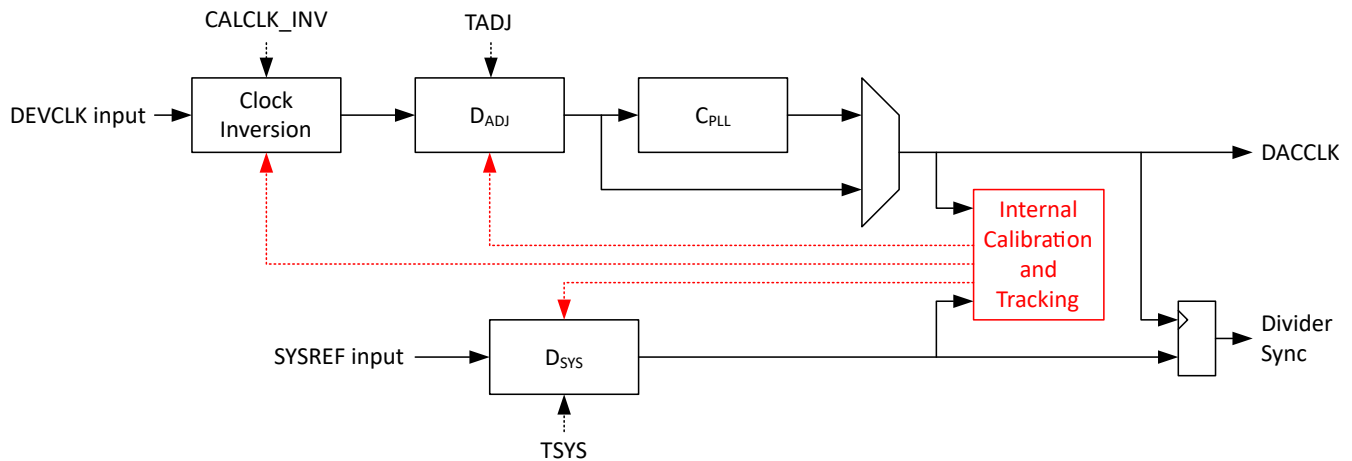 CALCLK_INV
TADJ
DEVCLK input
Clock
Inversion
DADJ
CPLL
DACCLK
Internal
Calibration
and
Tracking
SYSREF input
DSYS
Divider
Sync
TSYS